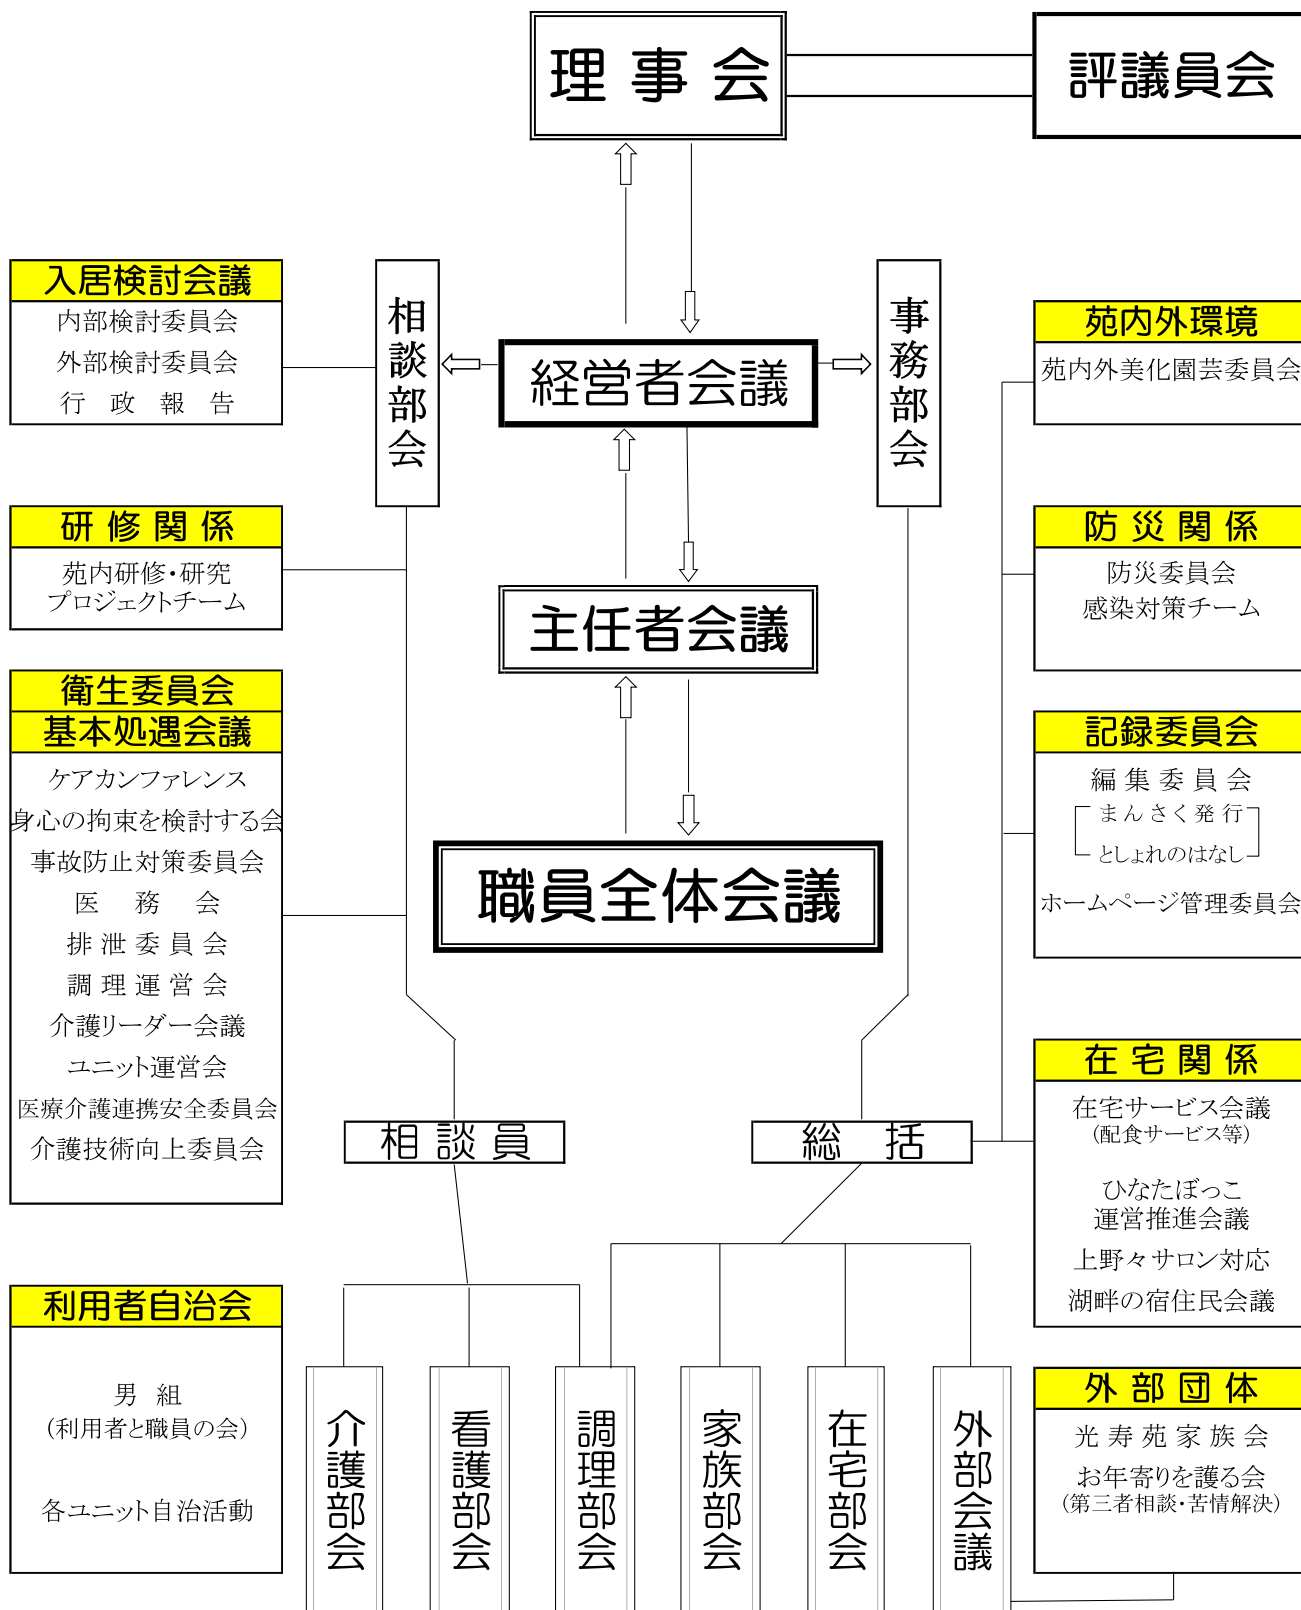 理事会
評議員会
入居検討会議
内部検討委員会
外部検討委員会
行政報告
相談部会
経営者会議
事務部会
苑内外環境
苑内外美化園芸委員会
研修関係
苑内研修・研究
プロジェクトチーム
主任者会議
防災関係
防災委員会
感染対策チーム
衛生委員会
基本処遇会議
ケアカンファレンス
身心の拘束を検討する会
事故防止対策委員会
医務会
排泄委員会
調理運営会
介護リーダー会議
ユニット運営会
医療介護連携安全委員会
介護技術向上委員会
職員全体会議
記録委員会
編集委員会
まんさく発行
としょれのはなし
ホームページ管理委員会
相談員
総括
在宅関係
在宅サービス会議
(配食サービス等)
ひなたぼっこ
運営推進会議
上野々サロン対応
湖畔の宿住民会議
利用者自治会
男組
(利用者と職員の会)
各ユニット自治活動
介護部会
看護部会
調理部会
家族部会
在宅部会
外部会議
外部団体
光寿苑家族会
お年寄りを護る会
(第三者相談・苦情解決)